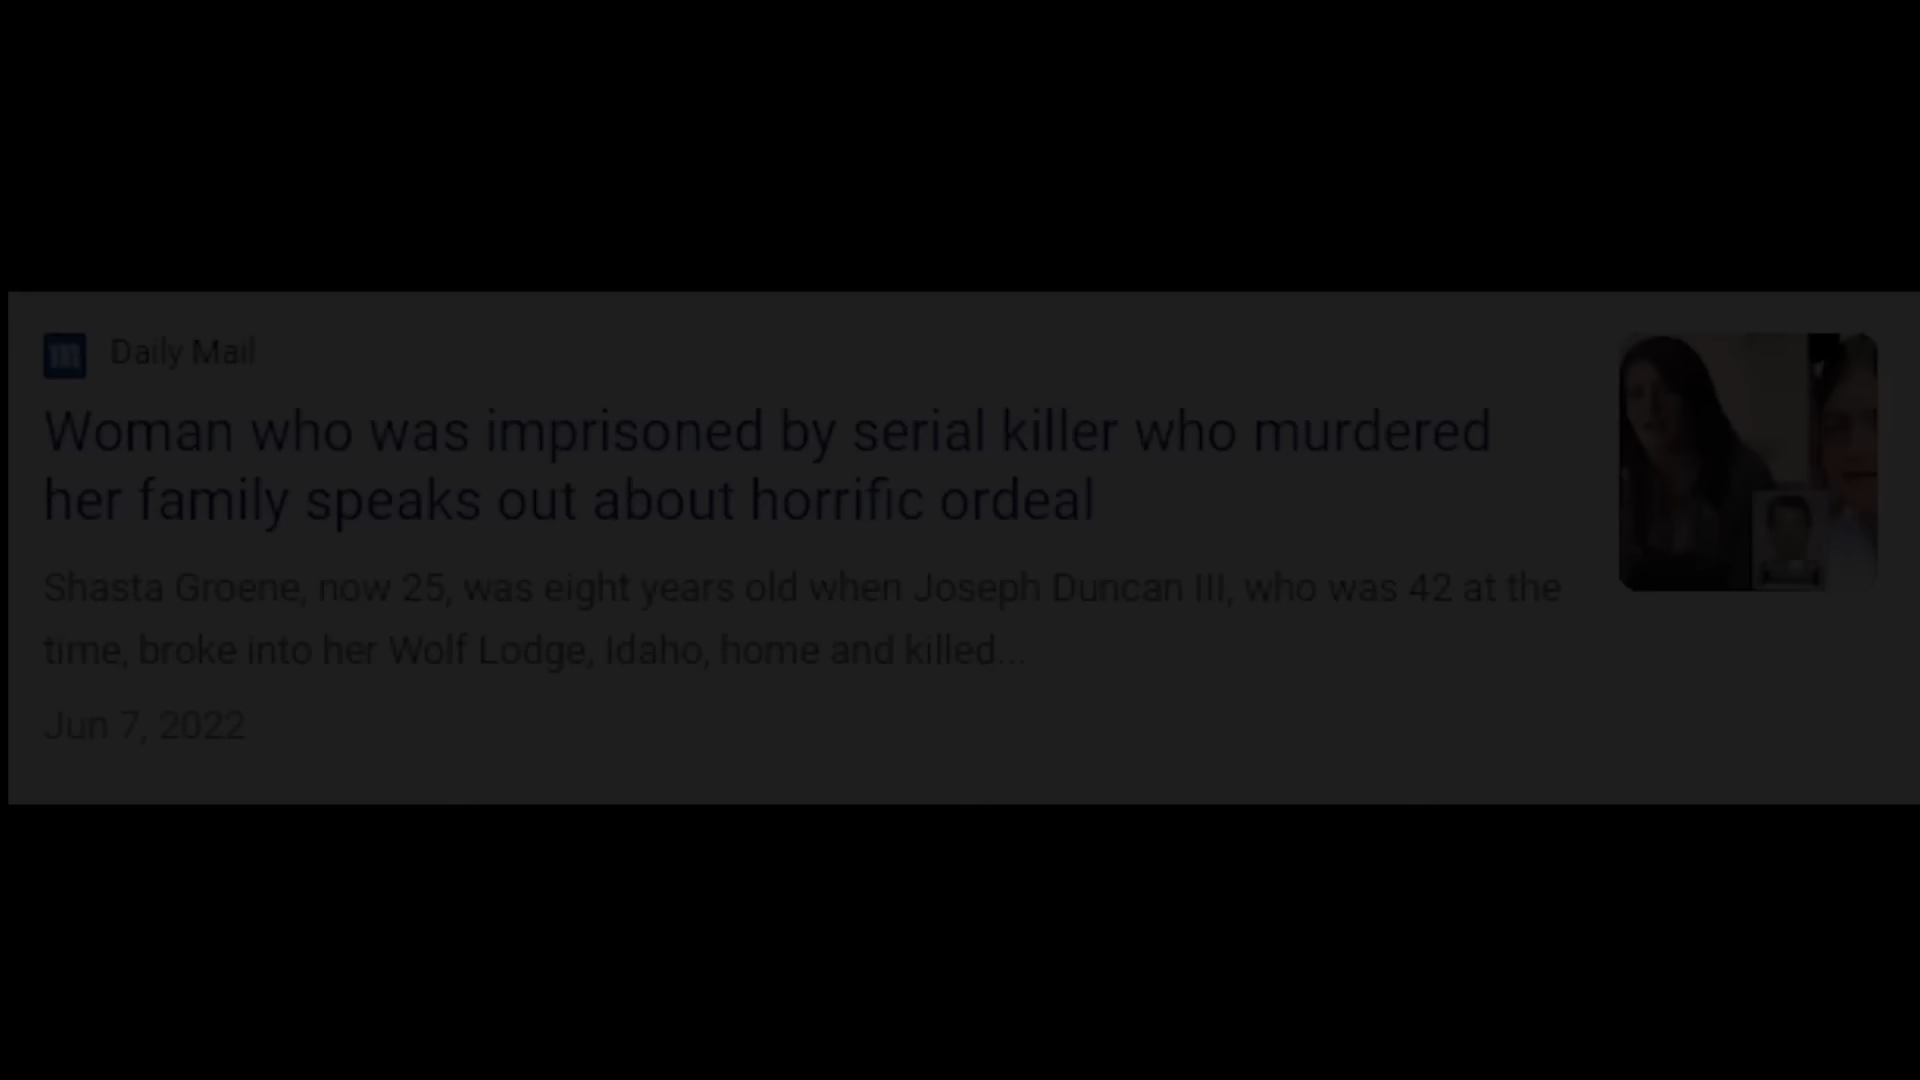 m
Daily Mail
Woman who was imprisoned by serial killer who murdered
her family speaks out about horrific ordeal
Shasta Groene, now 25, was eight years old when Joseph Duncan III, who was 42 at the
time, broke into her Wolf Lodge, Idaho, home and killed...
Jun 7, 2022